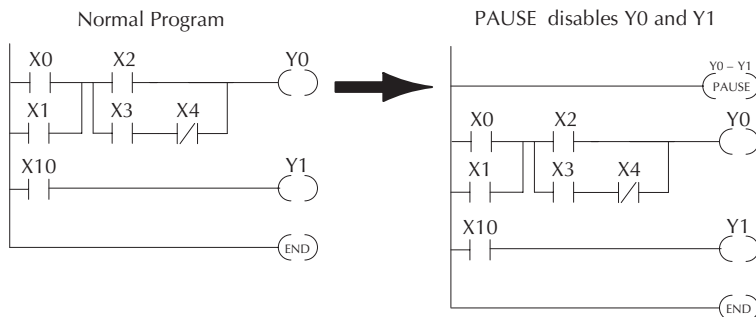 Normal Program
X0 X2 Y0
X1 X3 X4
X10 Y1
END
PAUSE disables Y0 and Y1
Y0 – Y1
PAUSE
X0 X2 Y0
X1 X3 X4
X10 Y1
END